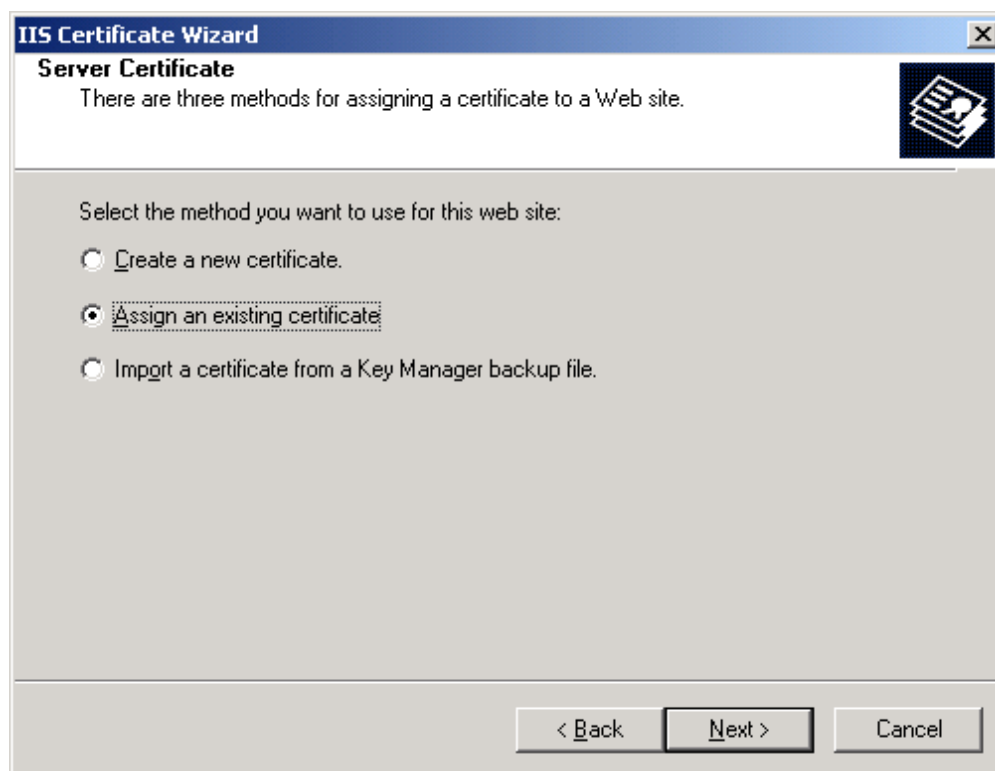 IIS Certificate Wizard
Server Certificate
There are three methods for assigning a certificate to a Web site.
Select the method you want to use for this web site:
Create a new certificate.
Assign an existing certificate
Import a certificate from a Key Manager backup file.
< Back Next > Cancel